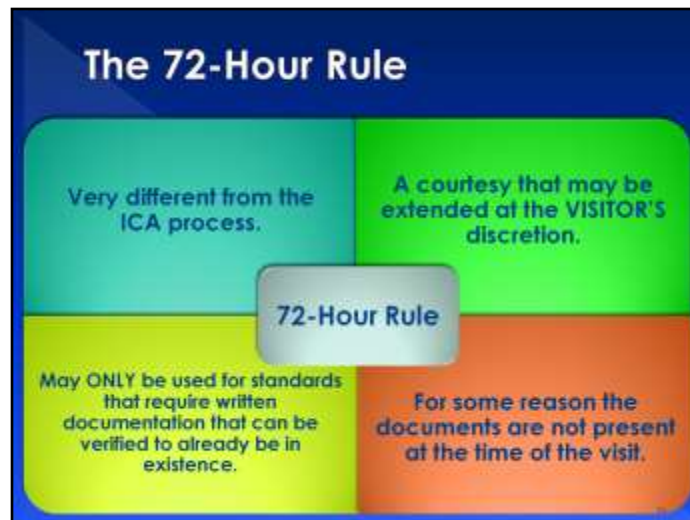 The 72-Hour Rule
Very different from the
ICA process.
A courtesy that may be
extended at the VISITOR'S
discretion.
72-Hour Rule
May ONLY be used for standards
that require written
documentation that can be
verified to already be in
existence.
For some reason the
documents are not present
at the time of the visit.